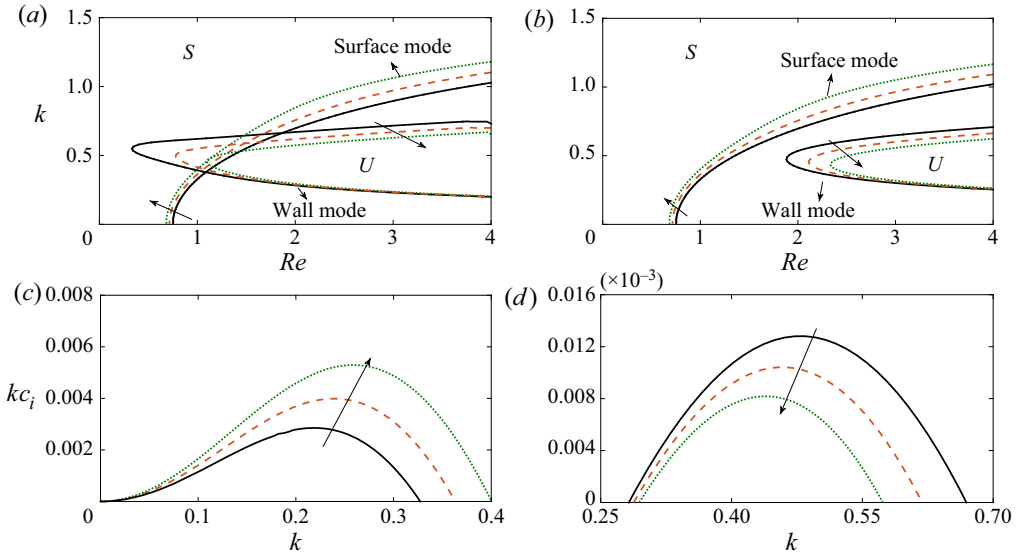 (a)
1.5
1.0
0.5
0
k
S
Surface mode
U
Wall mode
1
2
3
4
Re
(b)
1.5
1.0
0.5
0
S
Surface mode
U
Wall mode
1
2
3
4
Re
(c)
0.008
0.006
0.004
0.002
0
kc_i
0.1
0.2
0.3
0.4
k
(d)
(×10⁻³)
0.016
0.012
0.008
0.004
0
0.25
0.40
0.55
0.70
k